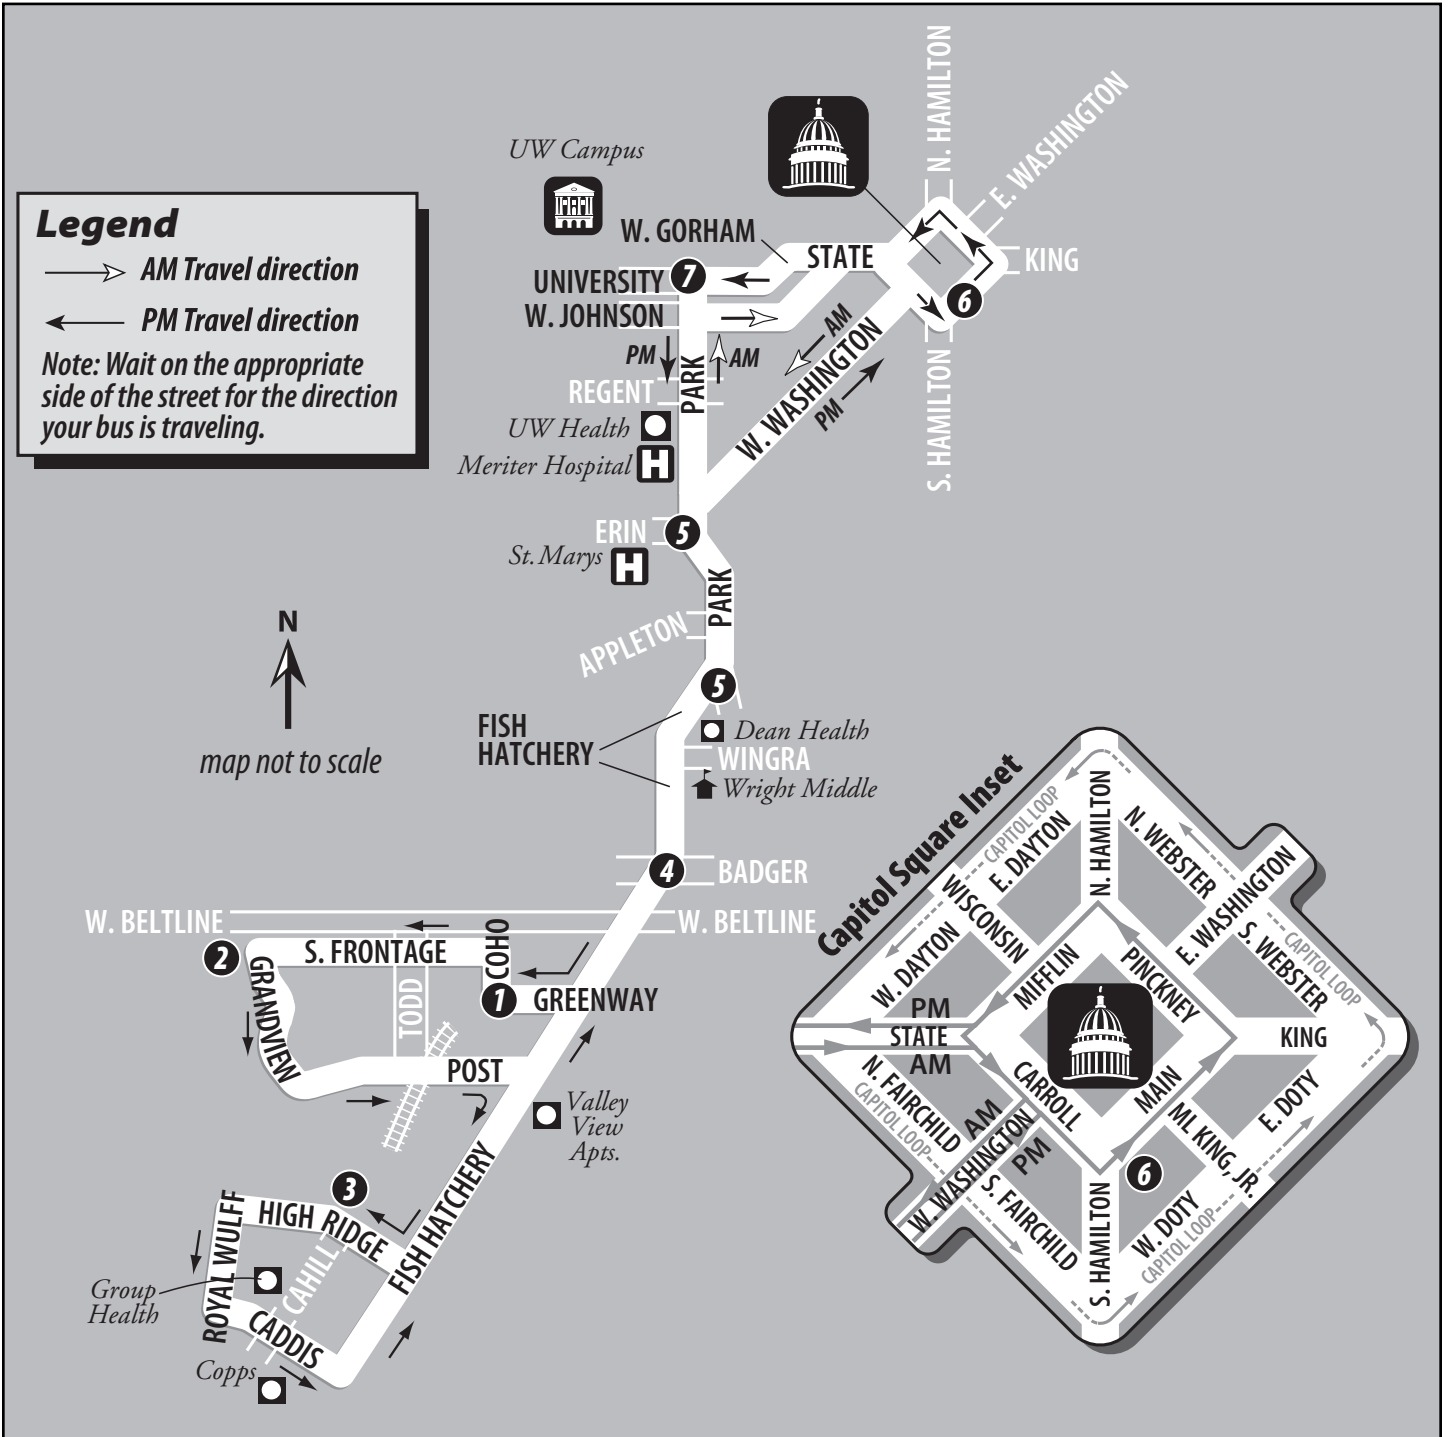 N. HAMILTON
E. WASHINGTON
UW Campus
Legend
AM Travel direction
PM Travel direction
Note: Wait on the appropriate
side of the street for the direction
your bus is traveling.
W. GORHAM
STATE
KING
UNIVERSITY
7
6
W. JOHNSON
AM
PM
AM
REGENT
PARK
W. WASHINGTON
PM
S. HAMILTON
UW Health
Meriter Hospital
H
ERIN
5
St. Marys
H
PARK
APPLETON
N
map not to scale
5
FISH
HATCHERY
Dean Health
WINGRA
Wright Middle
4
BADGER
W. BELTLINE
W. BELTLINE
2
S. FRONTAGE
COHO
GRANDVIEW
TODD
1
GREENWAY
POST
Valley
View
Apts.
FISH HATCHERY
3
HIGH RIDGE
ROYAL WULFF
CAHILL
Group
Health
CADDIS
Copps
Capitol Square Inset
CAPITOL LOOP
E. DAYTON
N. HAMILTON
N. WEBSTER
WISCONSIN
E. WASHINGTON
W. DAYTON
MIFFLIN
PINCKNEY
S. WEBSTER
CAPITOL LOOP
PM
STATE
AM
KING
N. FAIRCHILD
CAPITOL LOOP
CARROLL
MAIN
AM
W. WASHINGTON
PM
ML KING, JR.
E. DOTY
6
S. FAIRCHILD
S. HAMILTON
W. DOTY
CAPITOL LOOP